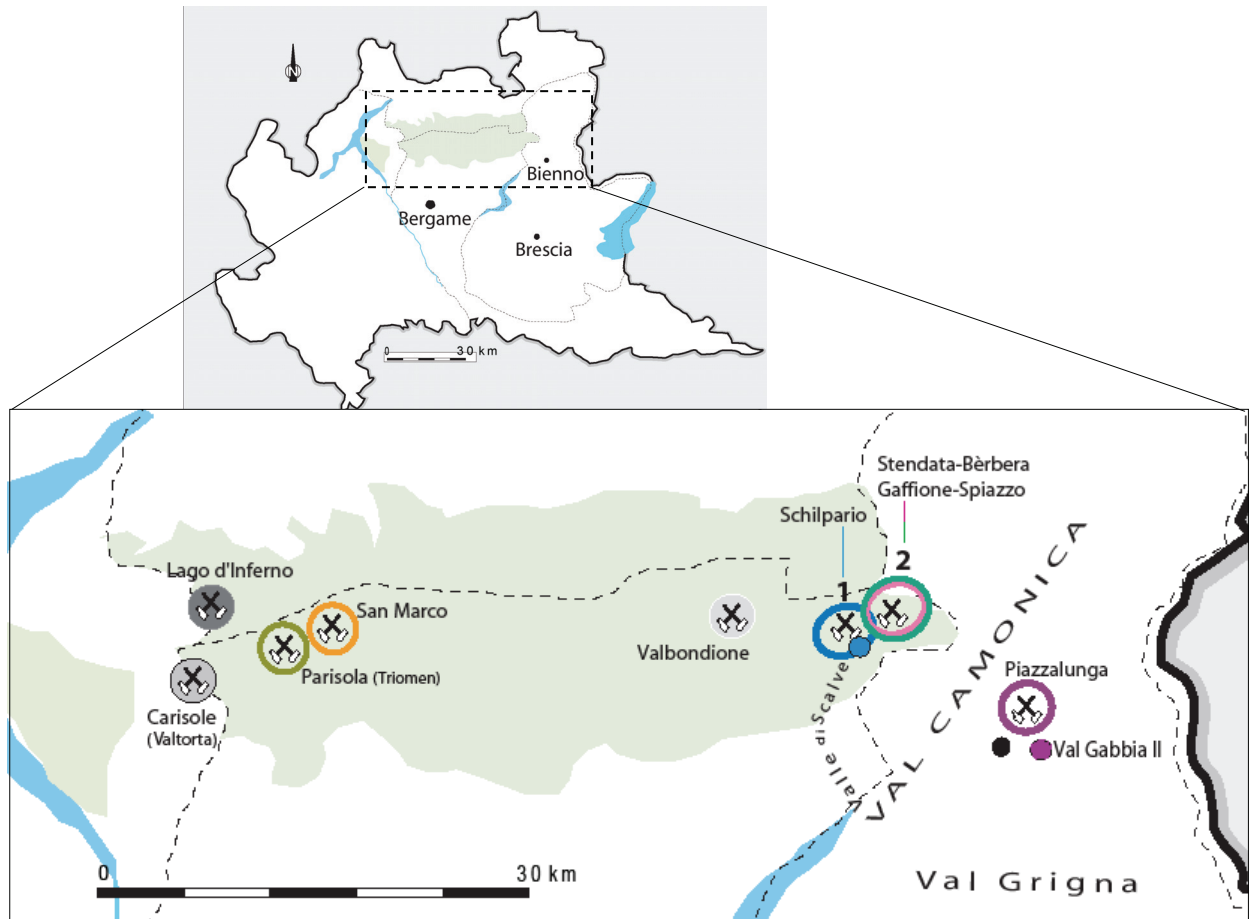 N
Bienno
Bergame
Brescia
0 30 km
Stendata-Bèrbera
Gaffione-Spiazzo
Schilpario
2
1
Lago d'Inferno
San Marco
Valbondione
Parisola (Triomen)
Carisole
(Valtorta)
Valle di Scalve
VAL CAMONICA
Piazzalunga
Val Gabbia II
0 30 km
Val Grigna